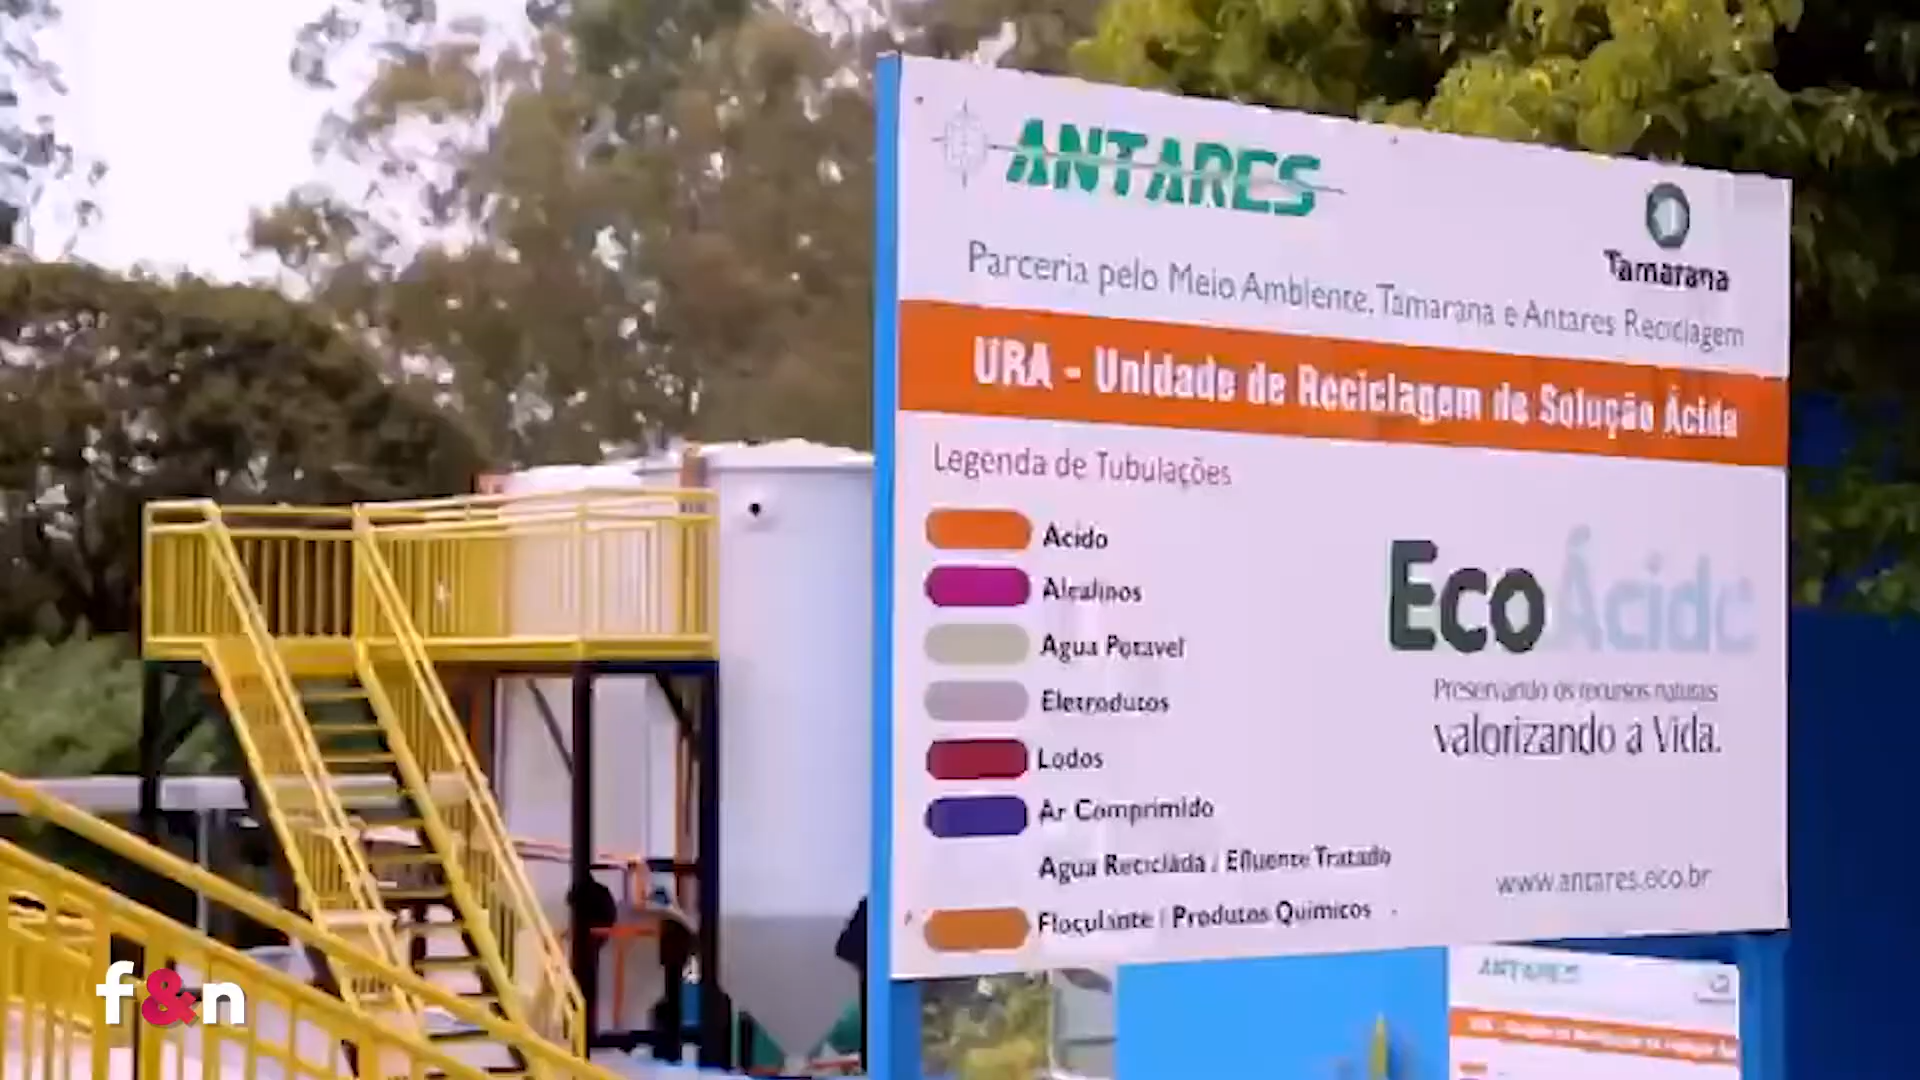 ANTARES
Tamarana
Parceria pelo Meio Ambiente, Tamarana e Antares Reciclagem
URA - Unidade de Reciclagem de Solução Ácida
Legenda de Tubulações
Acido
Alcalinos
Agua Potavel
Eletrodutos
Lodos
Ar Comprimido
Agua Reciclada / Efluente Tratado
Floculante / Produtos Quimicos
EcoÁcido
Preservando os recursos naturais
valorizando a Vida.
www.antares.eco.br
ANTARES
f&n